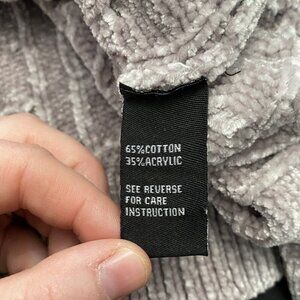 65%COTTON
35%ACRYLIC
SEE REVERSE
FOR CARE
INSTRUCTION